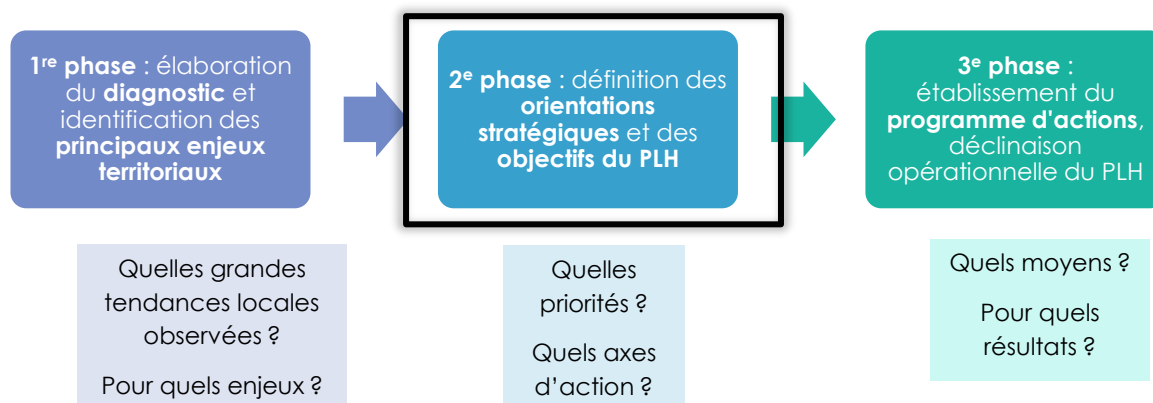 1re phase : élaboration
du diagnostic et
identification des
principaux enjeux
territoriaux
2e phase : définition des
orientations
stratégiques et des
objectifs du PLH
3e phase :
établissement du
programme d'actions,
déclinaison
opérationnelle du PLH
Quelles grandes
tendances locales
observées ?
Pour quels enjeux ?
Quelles
priorités ?
Quels axes
d’action ?
Quels moyens ?
Pour quels
résultats ?